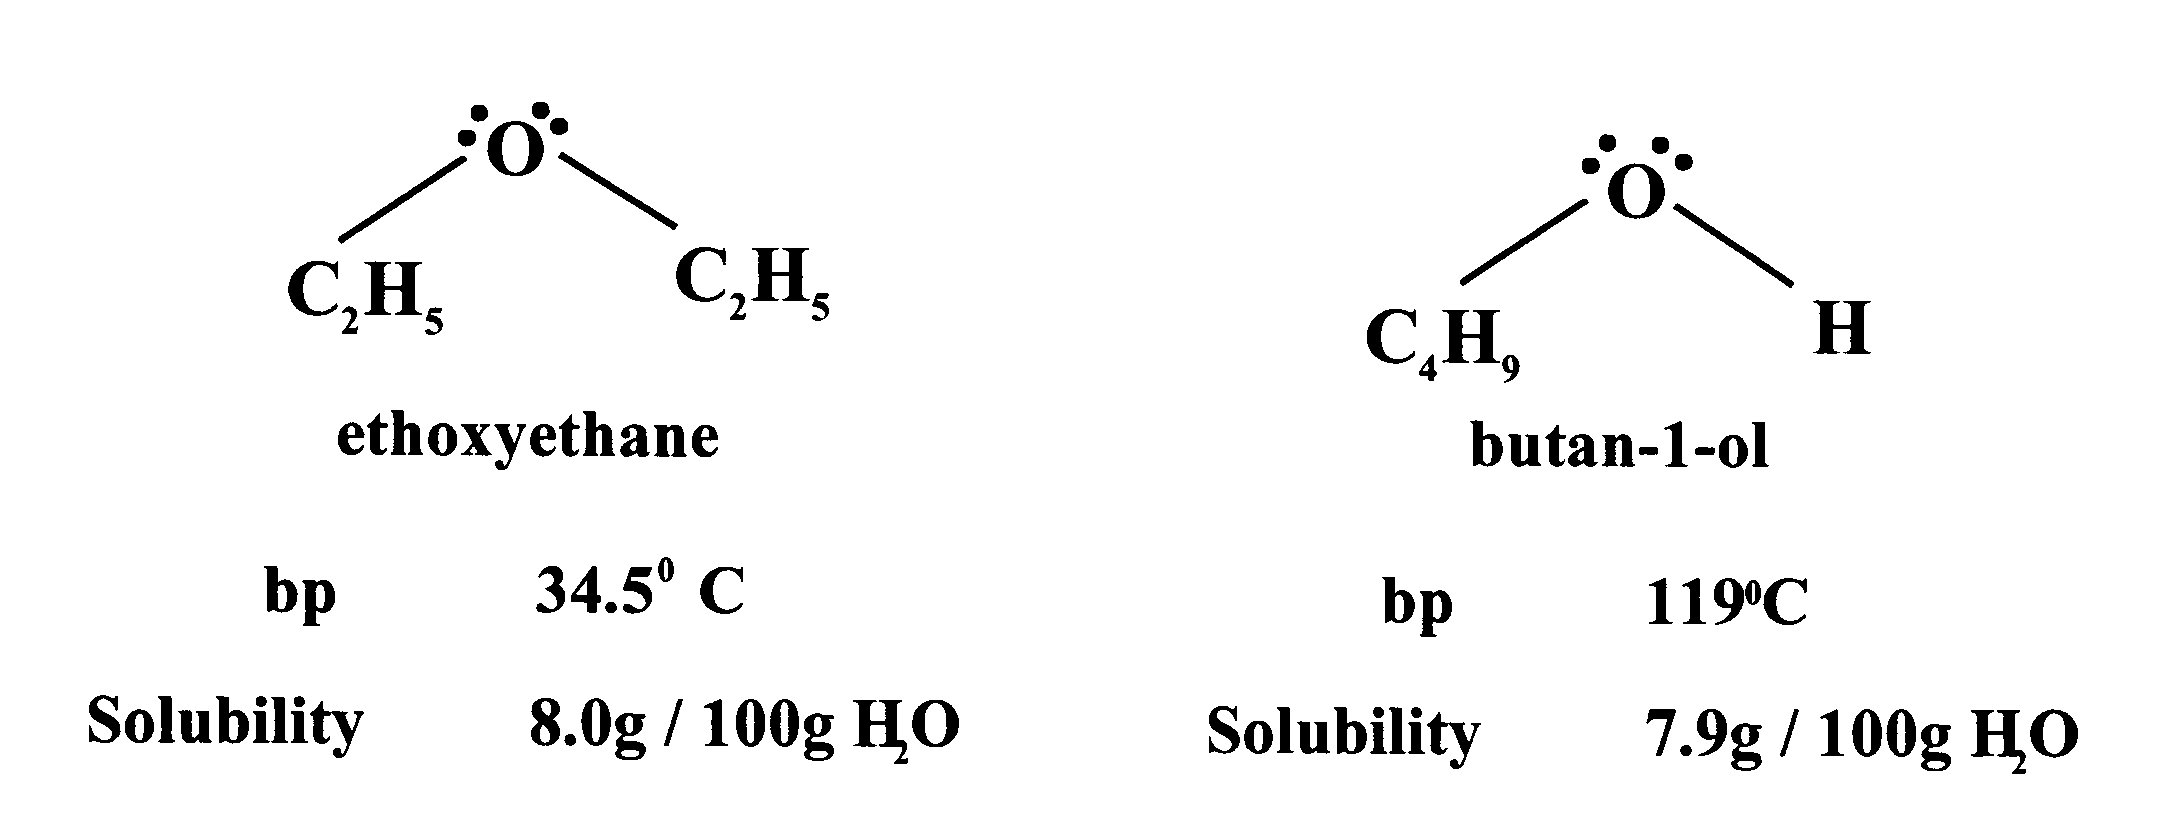 O
C₂H₅ C₂H₅
ethoxyethane
bp 34.5⁰ C
Solubility 8.0g / 100g H₂O
O
C₄H₉ H
butan-1-ol
bp 119⁰C
Solubility 7.9g / 100g H₂O